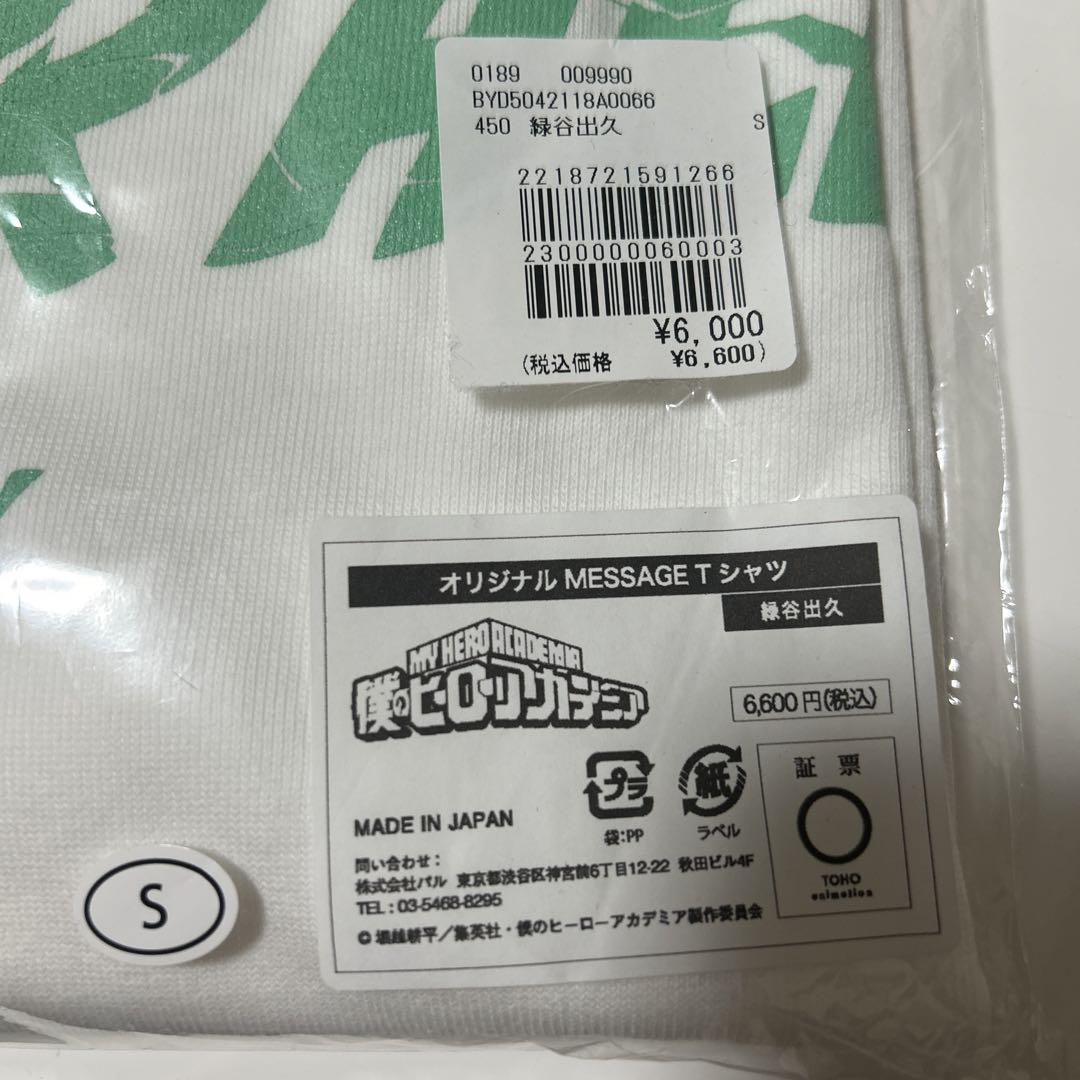 0189 009990
BYD5042118A0066
450 緑谷出久 S
2218721591266
2300000060003
¥6,000
(税込価格 ¥6,600)
オリジナル MESSAGE T シャツ
緑谷出久
MY HERO ACADEMIA
僕のヒーローアカデミア
6,600円(税込)
プラ
袋:PP
紙
ラベル
証票
TOHO
animation
MADE IN JAPAN
問い合わせ:
株式会社パル 東京都渋谷区神宮前6丁目12-22 秋田ビル4F
TEL:03-5468-8295
© 堀越耕平/集英社・僕のヒーローアカデミア製作委員会
S